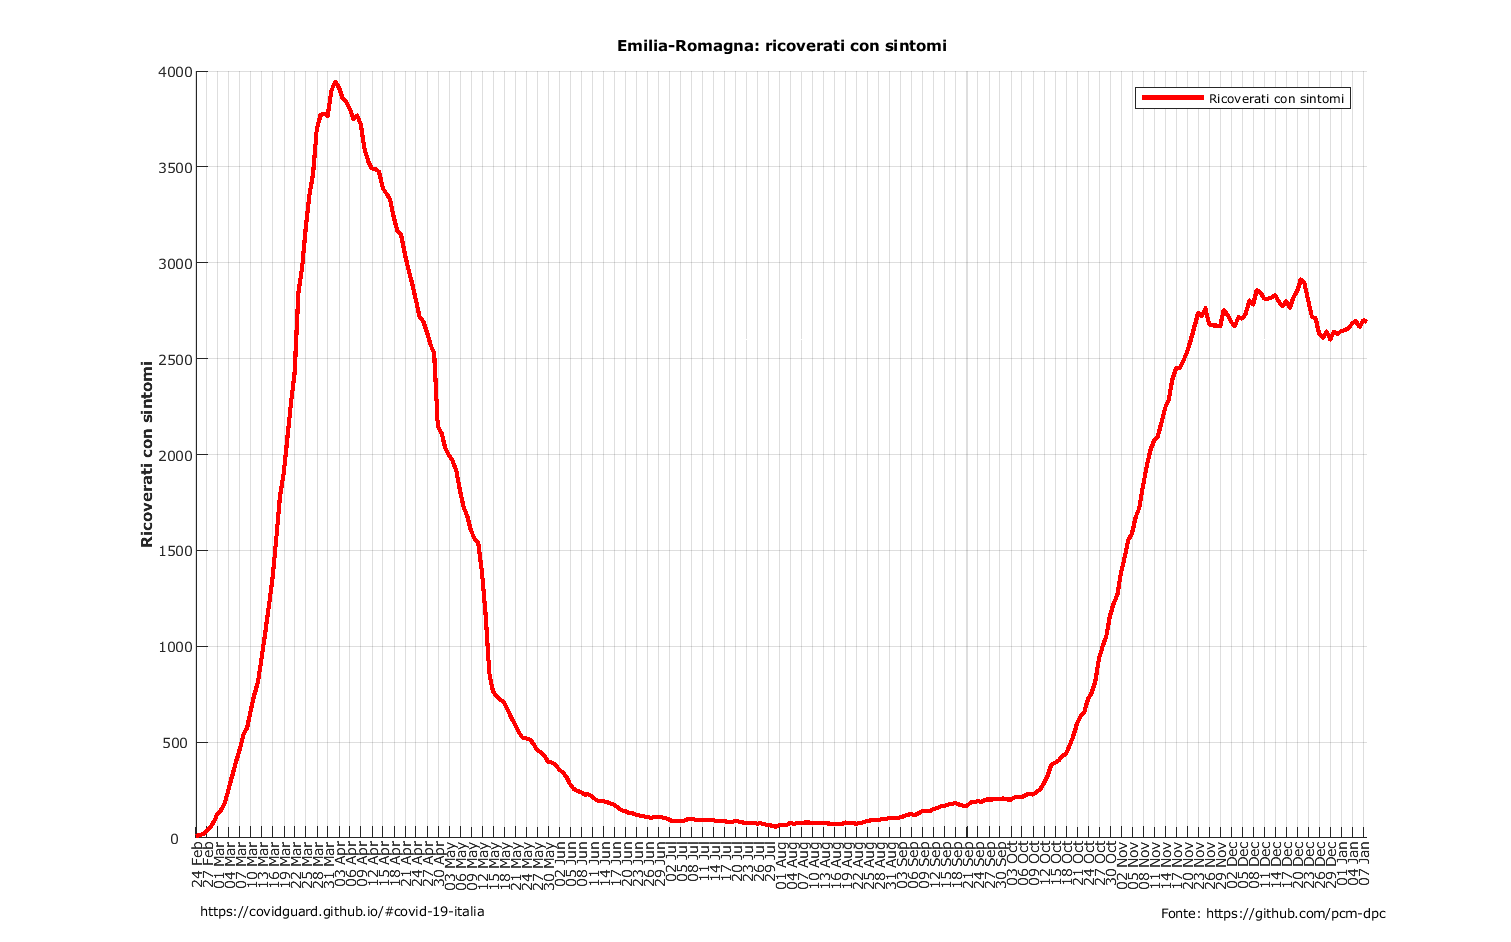 Emilia-Romagna: ricoverati con sintomi
Ricoverati con sintomi
Ricoverati con sintomi
4000
3500
3000
2500
2000
1500
1000
500
0
24 Feb
27 Feb
01 Mar
04 Mar
07 Mar
10 Mar
13 Mar
16 Mar
19 Mar
22 Mar
25 Mar
28 Mar
31 Mar
03 Apr
06 Apr
09 Apr
12 Apr
15 Apr
18 Apr
21 Apr
24 Apr
27 Apr
30 Apr
03 May
06 May
09 May
12 May
15 May
18 May
21 May
24 May
27 May
30 May
02 Jun
05 Jun
08 Jun
11 Jun
14 Jun
17 Jun
20 Jun
23 Jun
26 Jun
29 Jun
02 Jul
05 Jul
08 Jul
11 Jul
14 Jul
17 Jul
20 Jul
23 Jul
26 Jul
29 Jul
01 Aug
04 Aug
07 Aug
10 Aug
13 Aug
16 Aug
19 Aug
22 Aug
25 Aug
28 Aug
31 Aug
03 Sep
06 Sep
09 Sep
12 Sep
15 Sep
18 Sep
21 Sep
24 Sep
27 Sep
30 Sep
03 Oct
06 Oct
09 Oct
12 Oct
15 Oct
18 Oct
21 Oct
24 Oct
27 Oct
30 Oct
02 Nov
05 Nov
08 Nov
11 Nov
14 Nov
17 Nov
20 Nov
23 Nov
26 Nov
29 Nov
02 Dec
05 Dec
08 Dec
11 Dec
14 Dec
17 Dec
20 Dec
23 Dec
26 Dec
29 Dec
01 Jan
04 Jan
07 Jan
https://covidguard.github.io/#covid-19-italia
Fonte: https://github.com/pcm-dpc